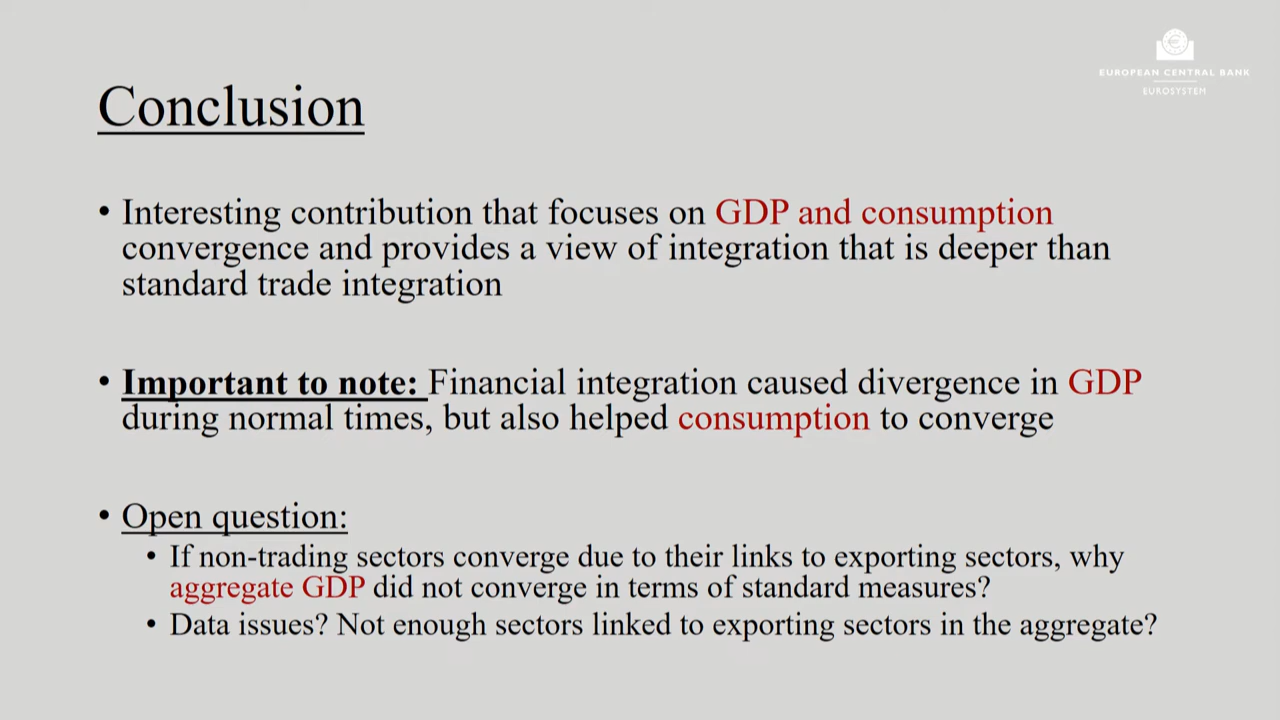 EUROPEAN CENTRAL BANK
EUROSYSTEM
Conclusion
• Interesting contribution that focuses on GDP and consumption
convergence and provides a view of integration that is deeper than
standard trade integration
• Important to note: Financial integration caused divergence in GDP
during normal times, but also helped consumption to converge
• Open question:
• If non-trading sectors converge due to their links to exporting sectors, why
aggregate GDP did not converge in terms of standard measures?
• Data issues? Not enough sectors linked to exporting sectors in the aggregate?